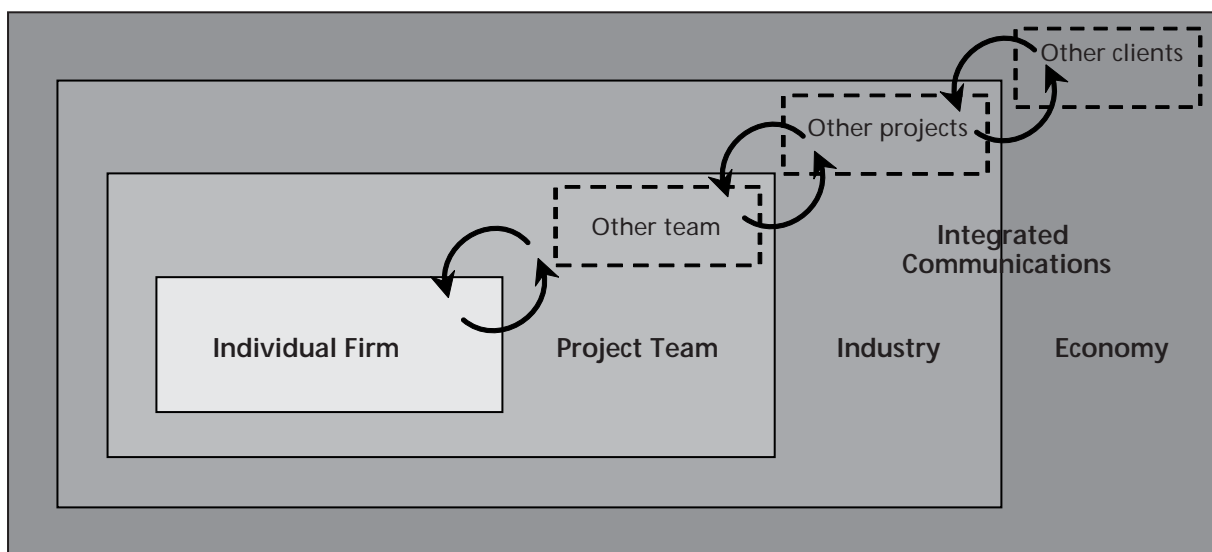 Other clients
Other projects
Other team
Integrated
Communications
Individual Firm
Project Team
Industry
Economy